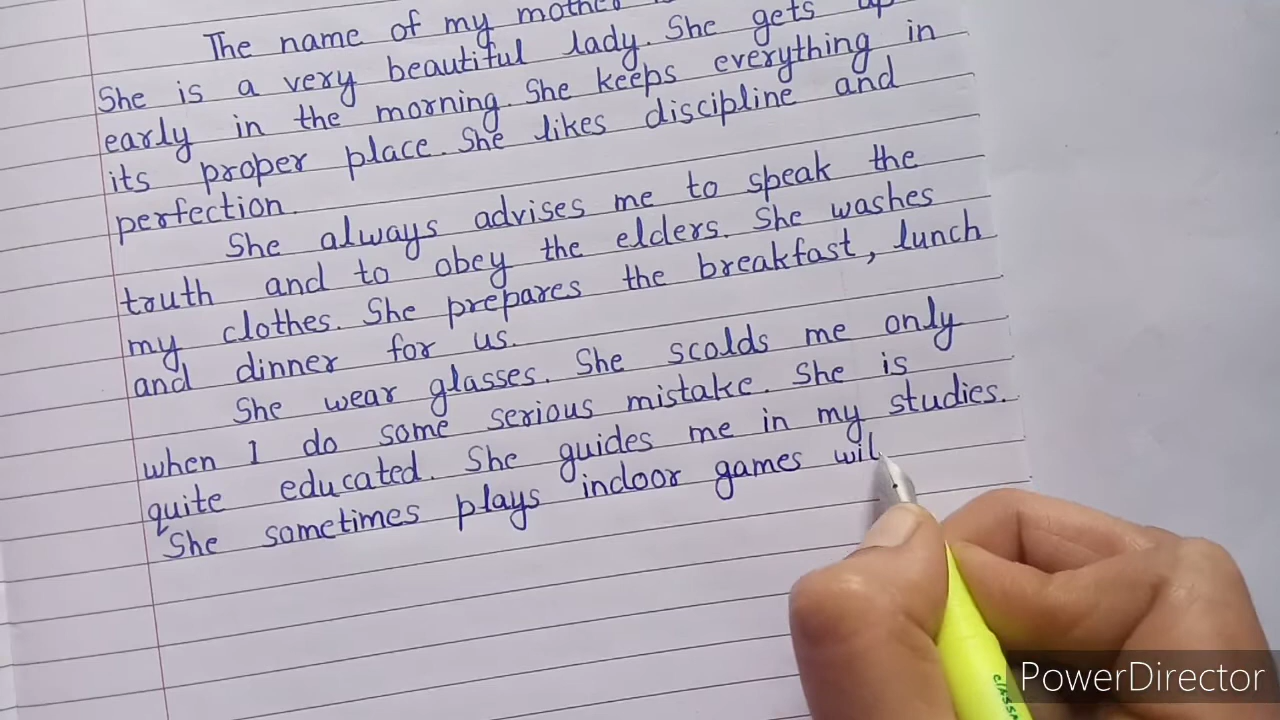 The name of my mother
She is a very beautiful lady. She gets up
early in the morning. She keeps everything in
its proper place. She likes discipline and
perfection.
She always advises me to speak the
truth and to obey the elders. She washes
my clothes. She prepares the breakfast, lunch
and dinner for us.
She wear glasses. She scolds me only
when I do some serious mistake. She is
quite educated. She guides me in my studies.
She sometimes plays indoor games wit
PowerDirector